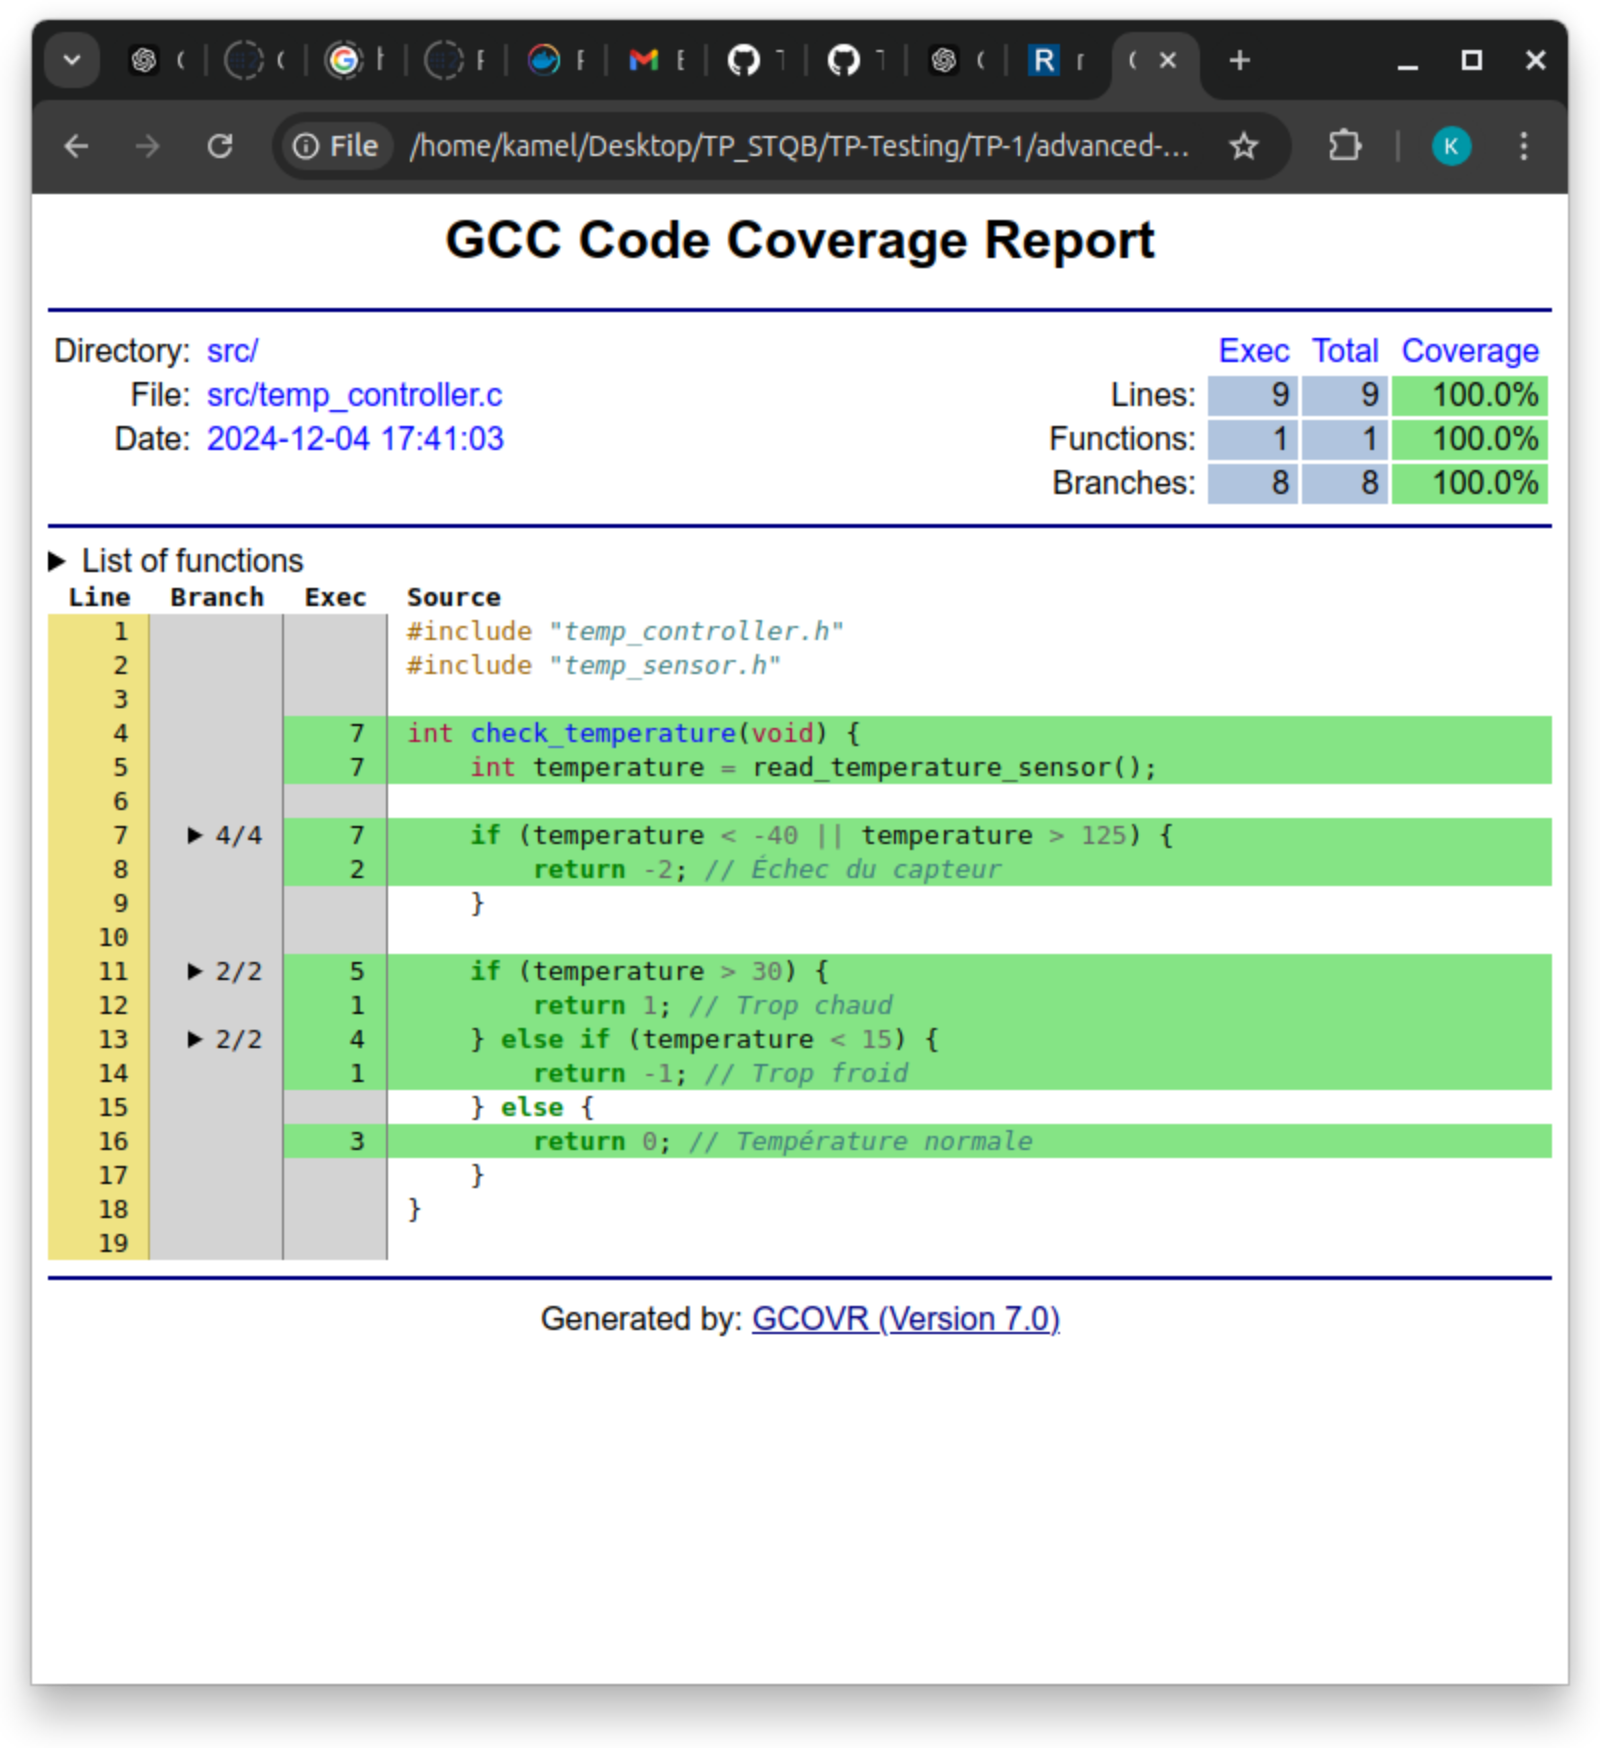 File /home/kamel/Desktop/TP_STQB/TP-Testing/TP-1/advanced-...
K
GCC Code Coverage Report
Directory: src/
File: src/temp_controller.c
Date: 2024-12-04 17:41:03
Exec Total Coverage
Lines: 9 9 100.0%
Functions: 1 1 100.0%
Branches: 8 8 100.0%
▶ List of functions
Line Branch Exec Source
1 #include "temp_controller.h"
2 #include "temp_sensor.h"
3
4 7 int check_temperature(void) {
5 7 int temperature = read_temperature_sensor();
6
7 ▶ 4/4 7 if (temperature < -40 || temperature > 125) {
8 2 return -2; // Échec du capteur
9 }
10
11 ▶ 2/2 5 if (temperature > 30) {
12 1 return 1; // Trop chaud
13 ▶ 2/2 4 } else if (temperature < 15) {
14 1 return -1; // Trop froid
15 } else {
16 3 return 0; // Température normale
17 }
18 }
19
Generated by: GCOVR (Version 7.0)